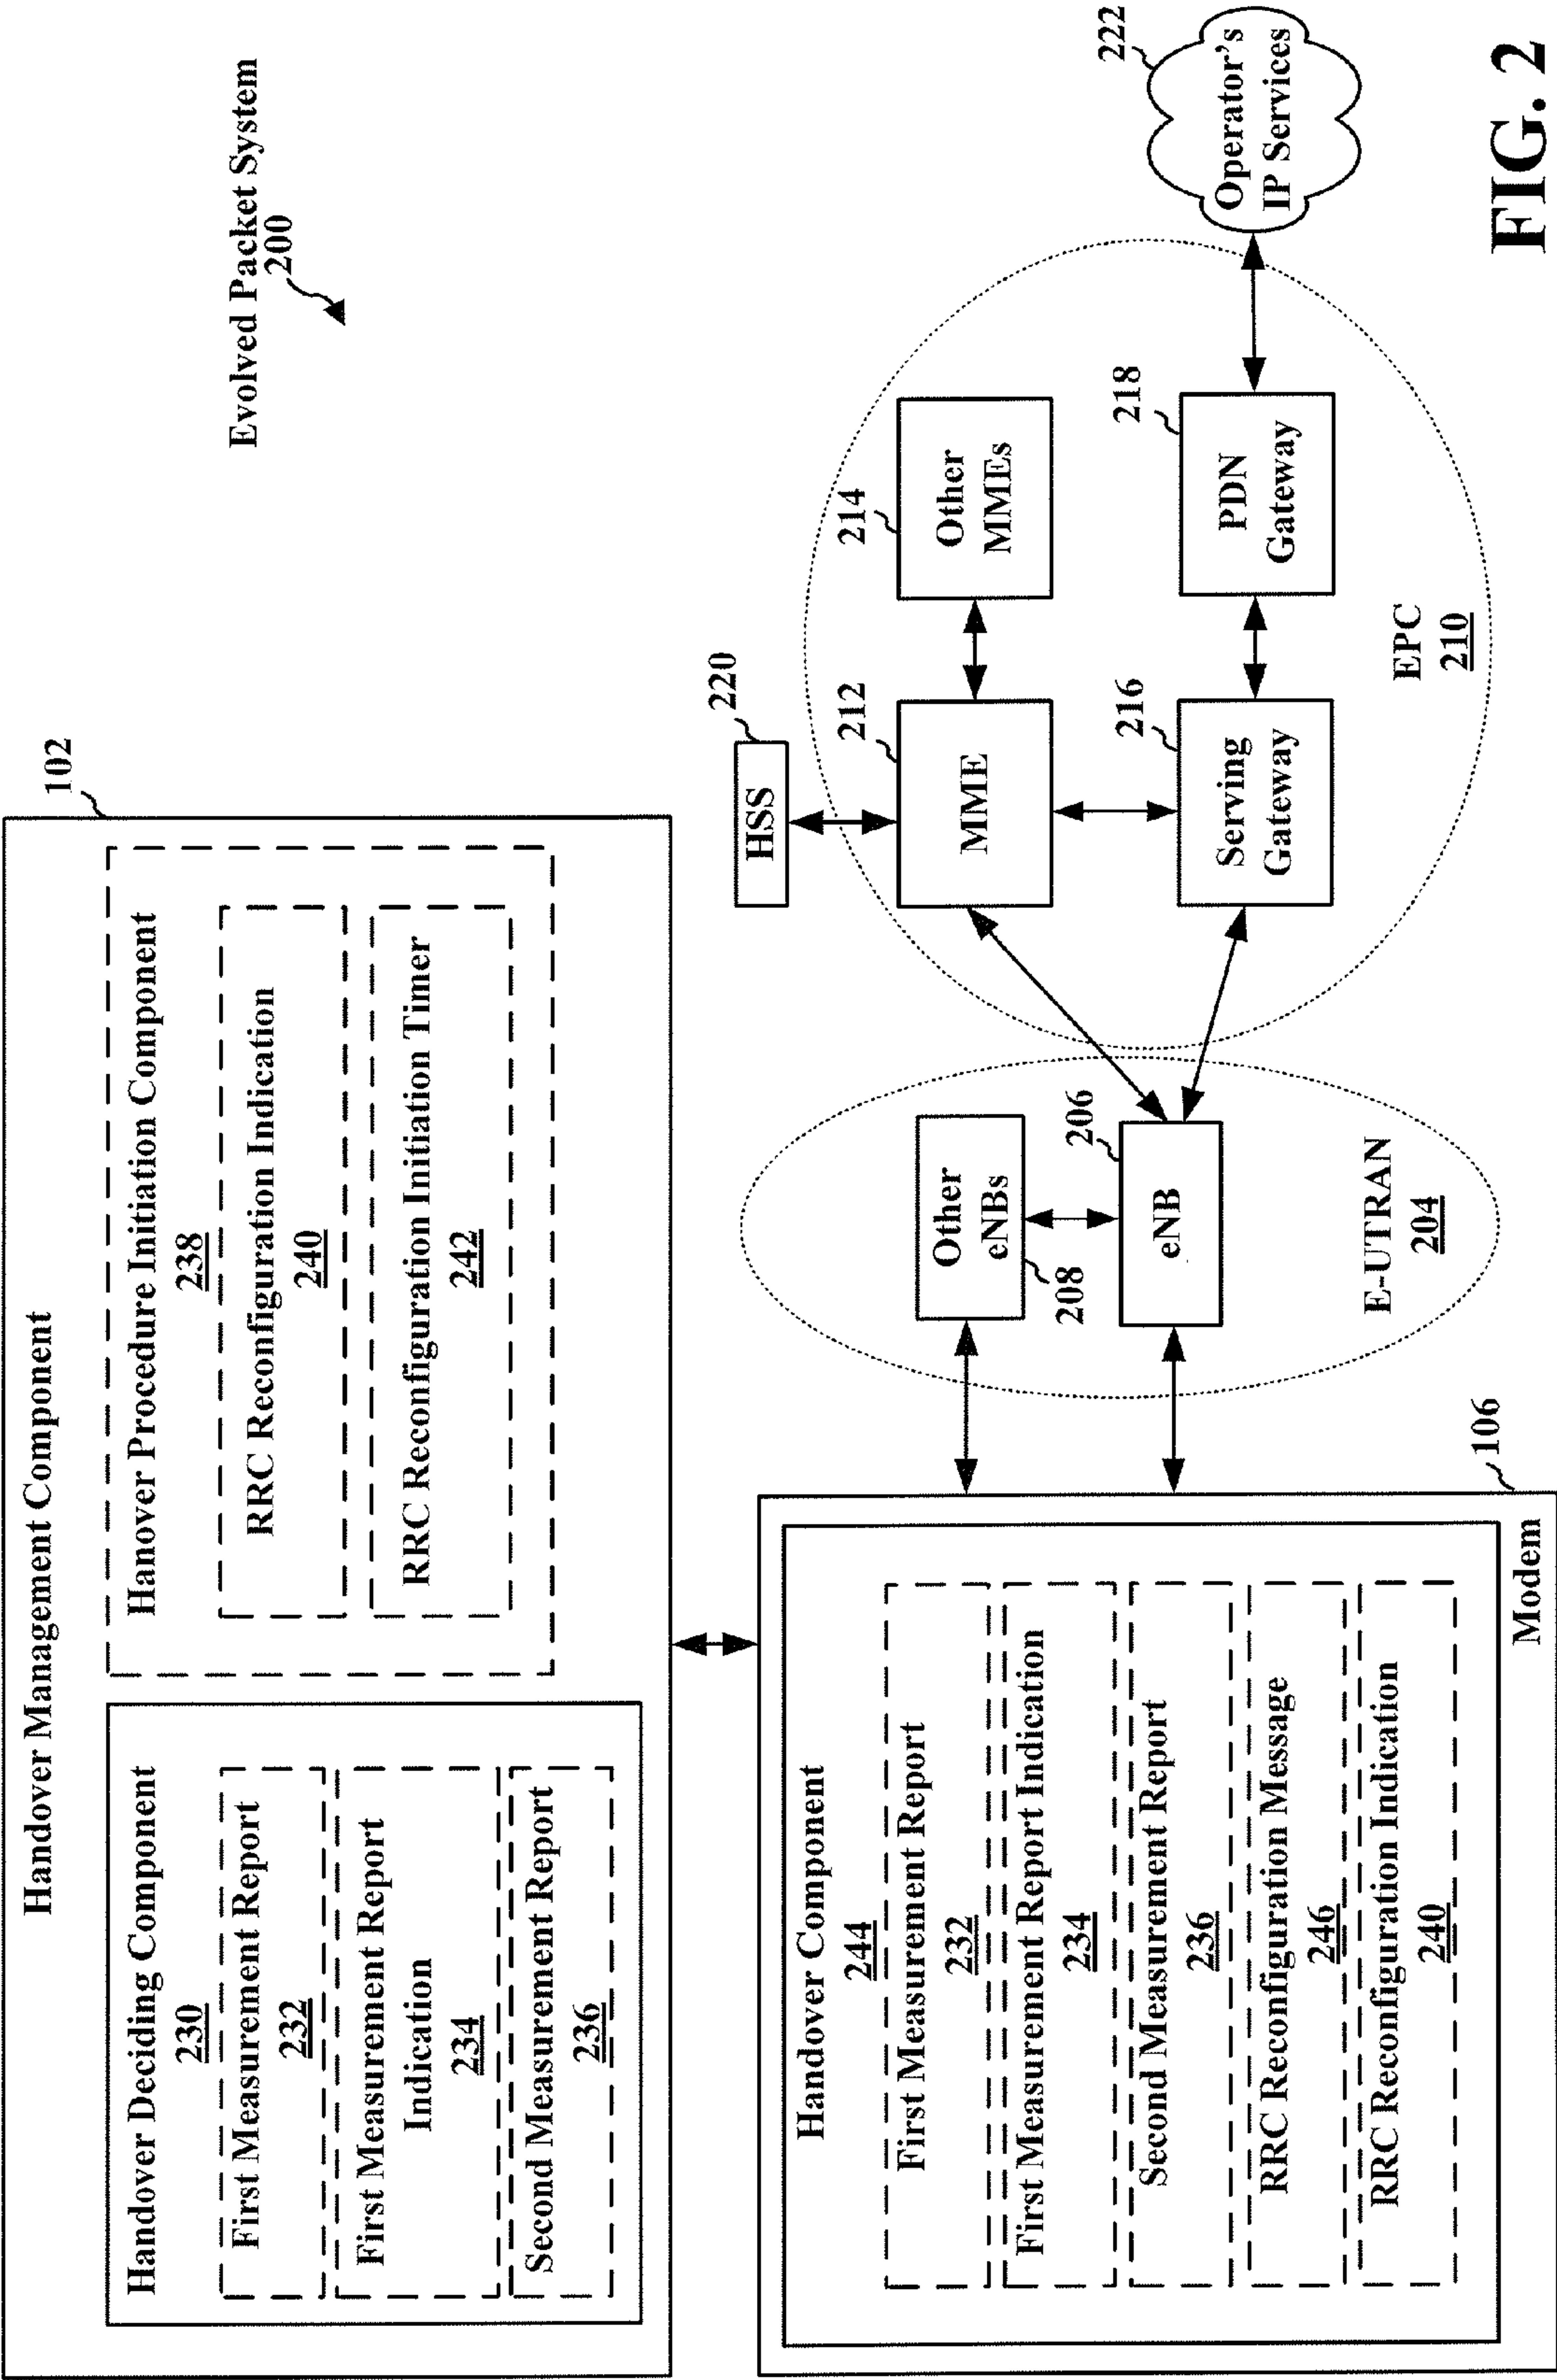 Evolved Packet System
200
Handover Management Component
102
Handover Deciding Component
230
First Measurement Report
232
First Measurement Report
Indication
234
Second Measurement Report
236
Hanover Procedure Initiation Component
238
RRC Reconfiguration Indication
240
RRC Reconfiguration Initiation Timer
242
Handover Component
244
First Measurement Report
232
First Measurement Report Indication
234
Second Measurement Report
236
RRC Reconfiguration Message
246
RRC Reconfiguration Indication
240
Modem
106
Other
eNBs
208
206
eNB
E-UTRAN
204
HSS
220
MME
212
Other
MMEs
214
Serving
Gateway
216
PDN
Gateway
218
EPC
210
Operator's
IP Services
222
FIG. 2